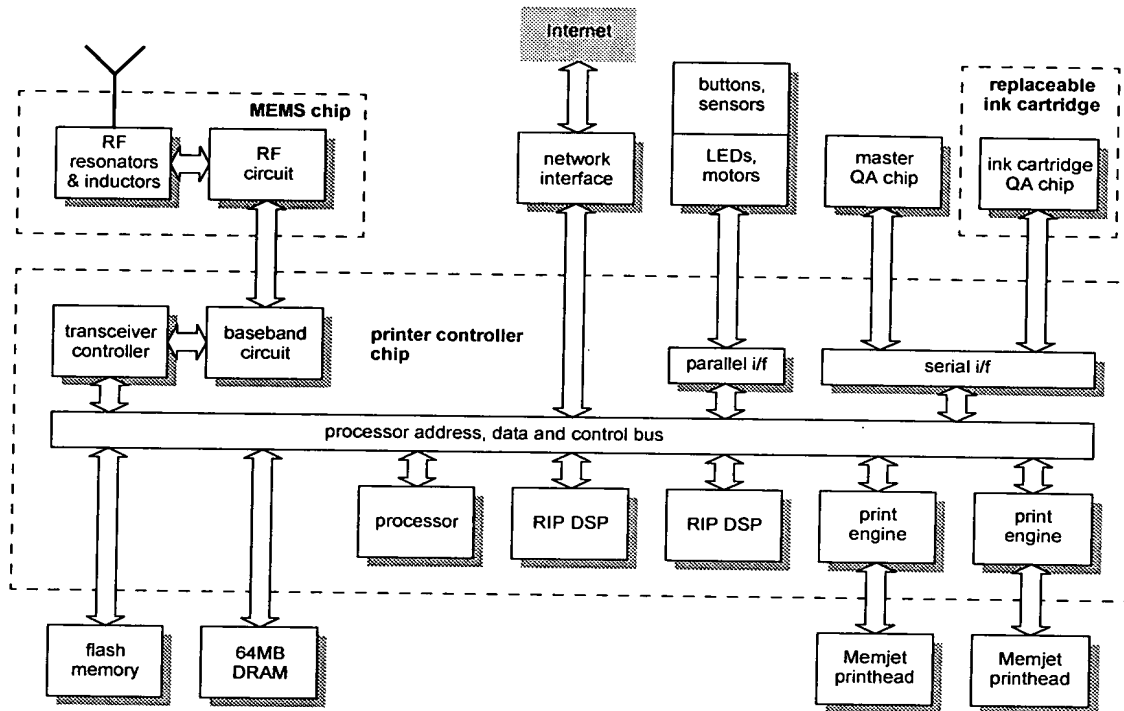 Internet
MEMS chip
RF
resonators
& inductors
RF
circuit
network
interface
buttons,
sensors
LEDs,
motors
master
QA chip
replaceable
ink cartridge
ink cartridge
QA chip
transceiver
controller
baseband
circuit
printer controller
chip
parallel i/f
serial i/f
processor address, data and control bus
processor
RIP DSP
RIP DSP
print
engine
print
engine
flash
memory
64MB
DRAM
Memjet
printhead
Memjet
printhead